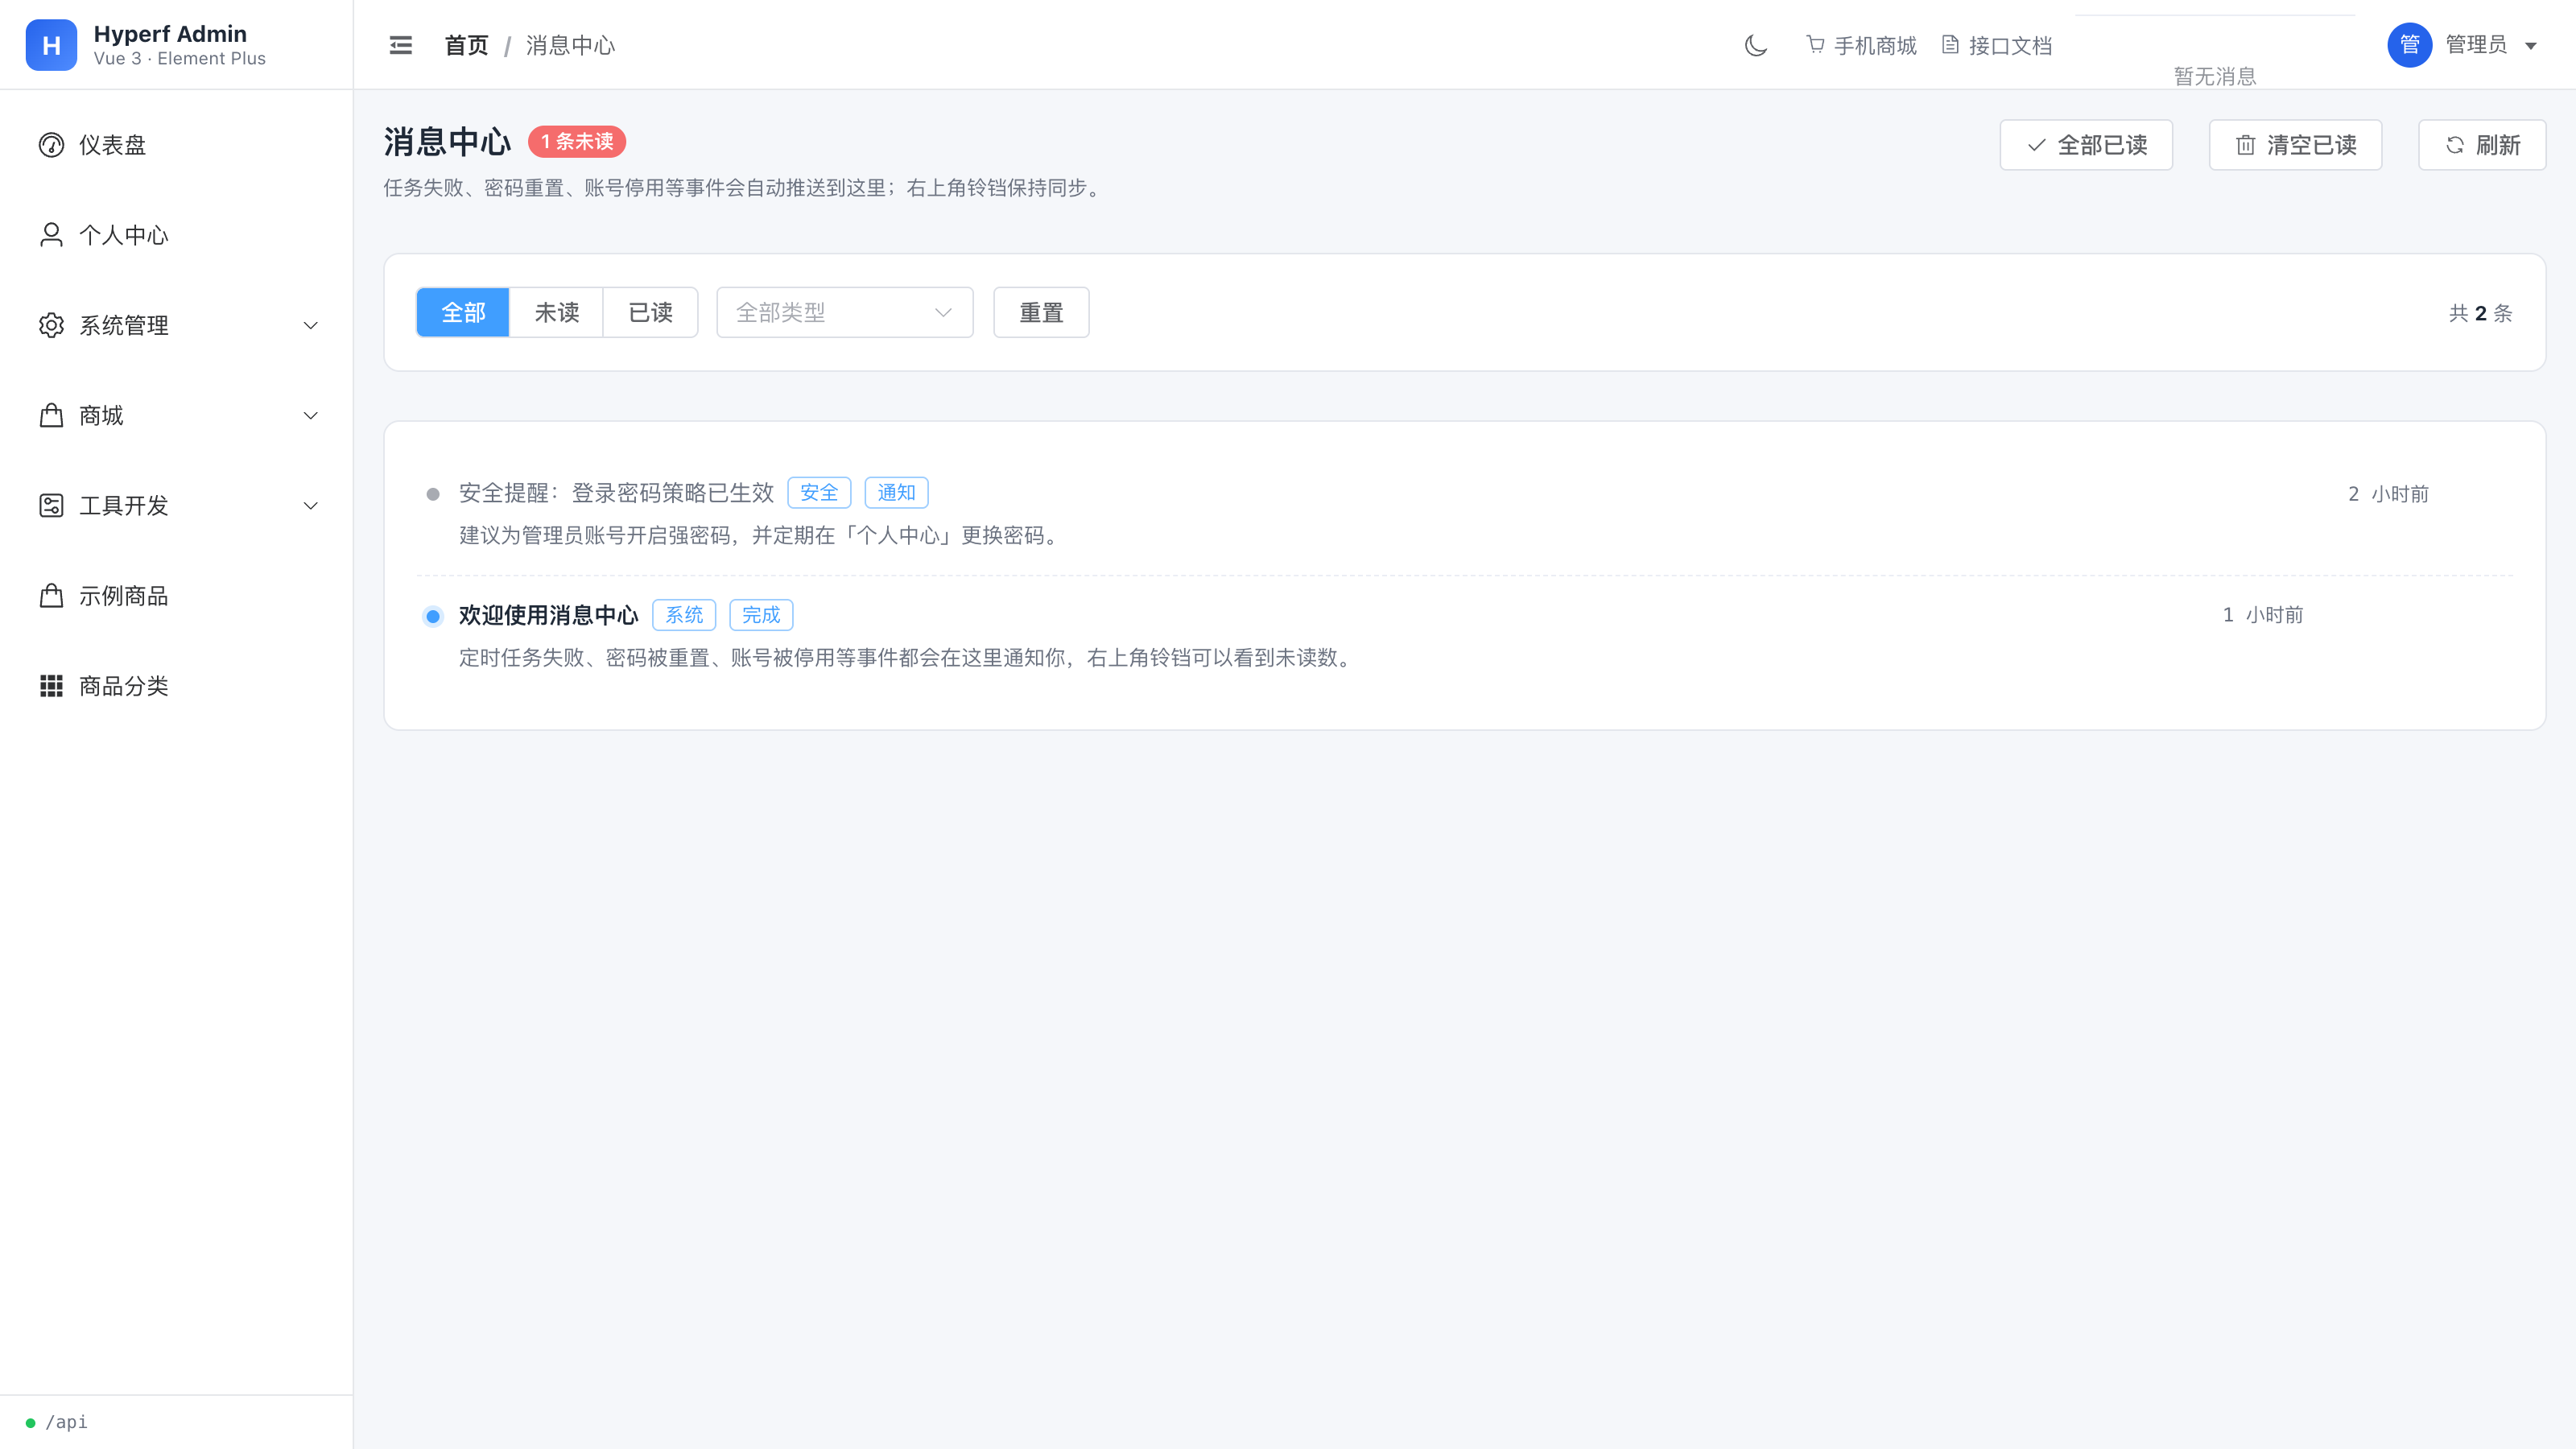 H
Hyperf Admin
Vue 3 · Element Plus
首页 / 消息中心
手机商城
接口文档
暂无消息
管
管理员
仪表盘
个人中心
系统管理
商城
工具开发
示例商品
商品分类
/api
消息中心
1 条未读
任务失败、密码重置、账号停用等事件会自动推送到这里；右上角铃铛保持同步。
全部已读
清空已读
刷新
全部
未读
已读
全部类型
重置
共 2 条
安全提醒：登录密码策略已生效 安全 通知
2 小时前
建议为管理员账号开启强密码，并定期在「个人中心」更换密码。
欢迎使用消息中心 系统 完成
1 小时前
定时任务失败、密码被重置、账号被停用等事件都会在这里通知你，右上角铃铛可以看到未读数。